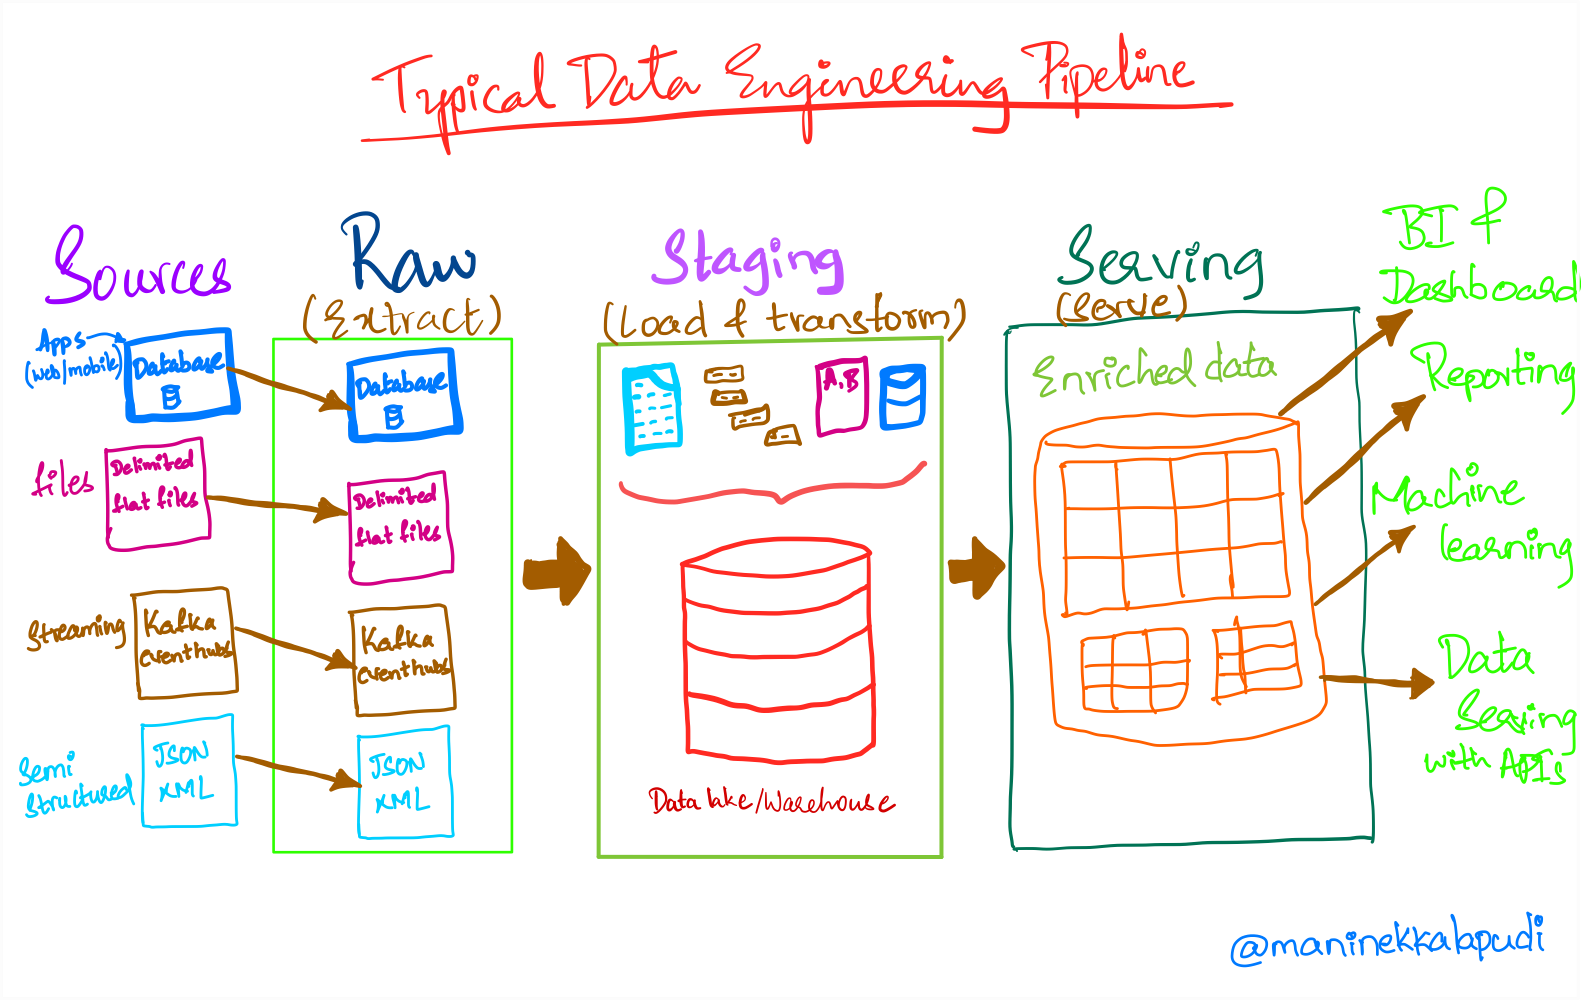 Typical Data Engineering Pipeline
Sources
Apps
(web/mobile)
Database
files
Delimited
flat files
Streaming
Kafka
eventhubs
Semi
structured
JSON
XML
Raw
(Extract)
Database
Delimited
flat files
Kafka
eventhubs
JSON
XML
Staging
(Load & transform)
A,B
Data lake/Warehouse
Serving
(serve)
Enriched data
BI &
Dashboard
Reporting
Machine
learning
Data
Serving
with APIs
@maninekkalapudi